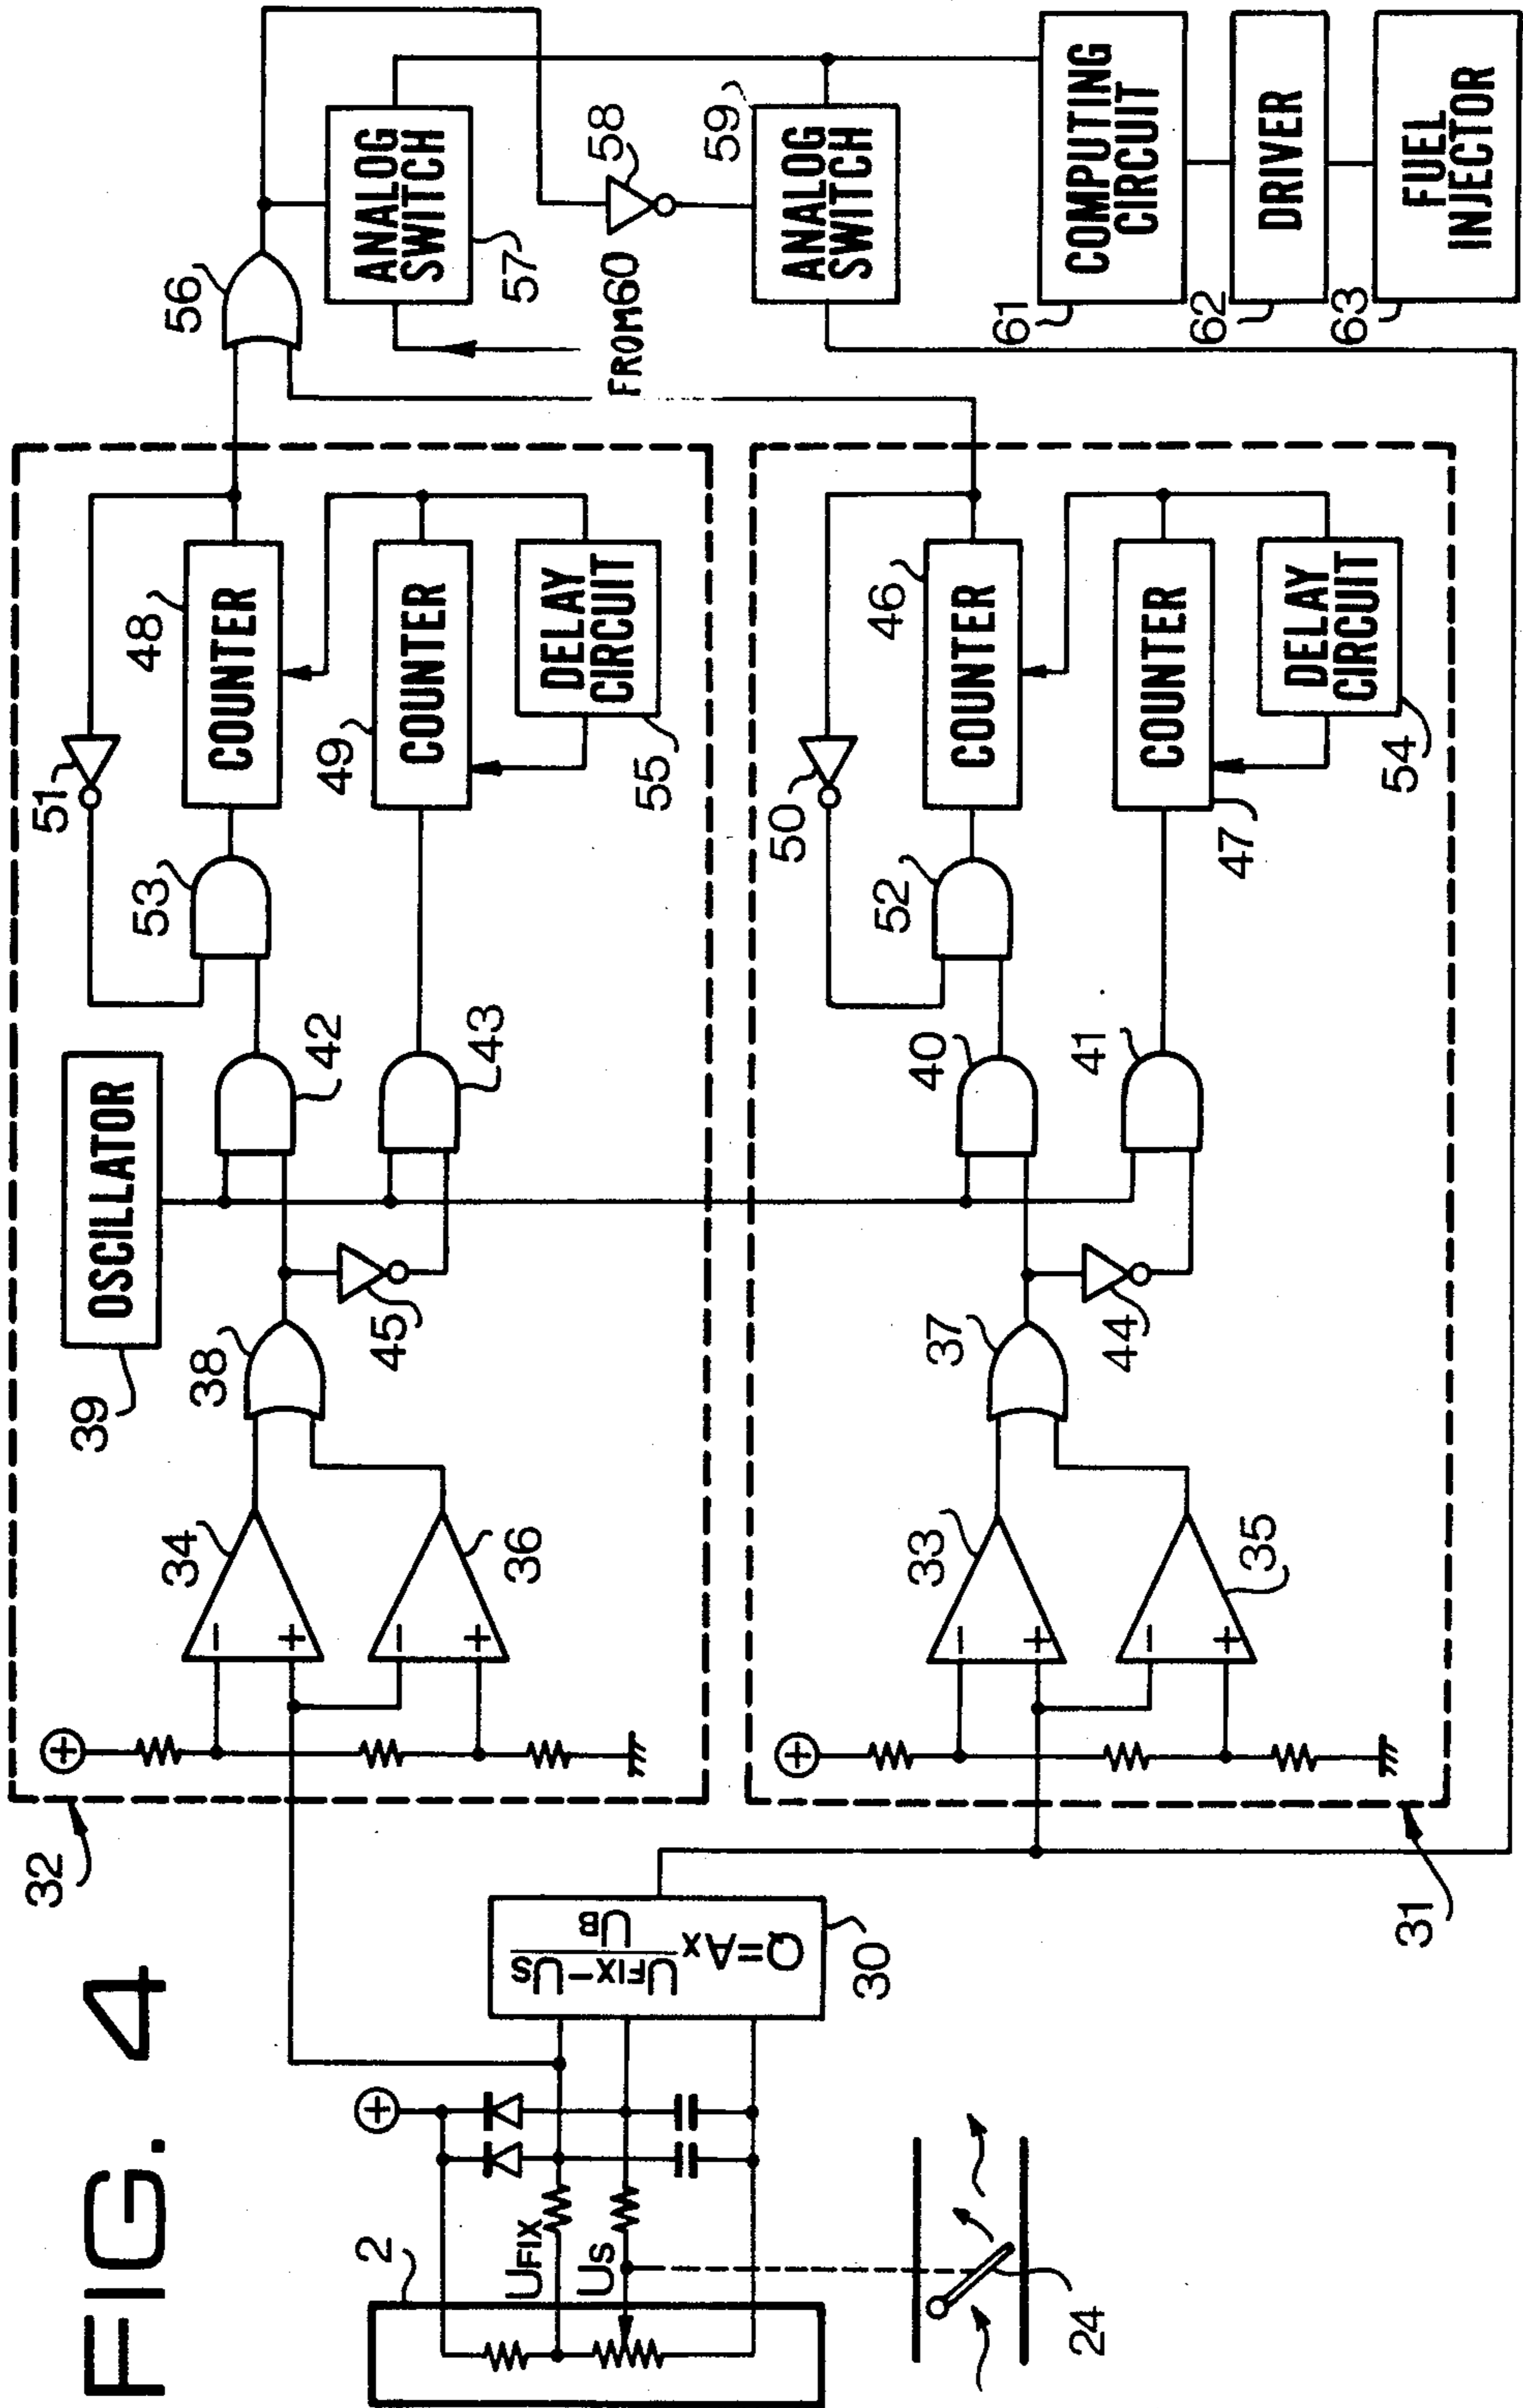 FIG. 4
2
UFIX
US
24
Q=Ax UFIX-US
UB
30
32
31
34
36
38
39
OSCILLATOR
45
42
43
53
51
48
COUNTER
49
COUNTER
DELAY
CIRCUIT
55
33
35
37
44
40
41
52
50
46
COUNTER
COUNTER
47
DELAY
CIRCUIT
54
56
ANALOG
SWITCH
57
FROM60
58
59
ANALOG
SWITCH
61
COMPUTING
CIRCUIT
62
DRIVER
63
FUEL
INJECTOR
+
+
+
−
+
−
+
−
+
−
+